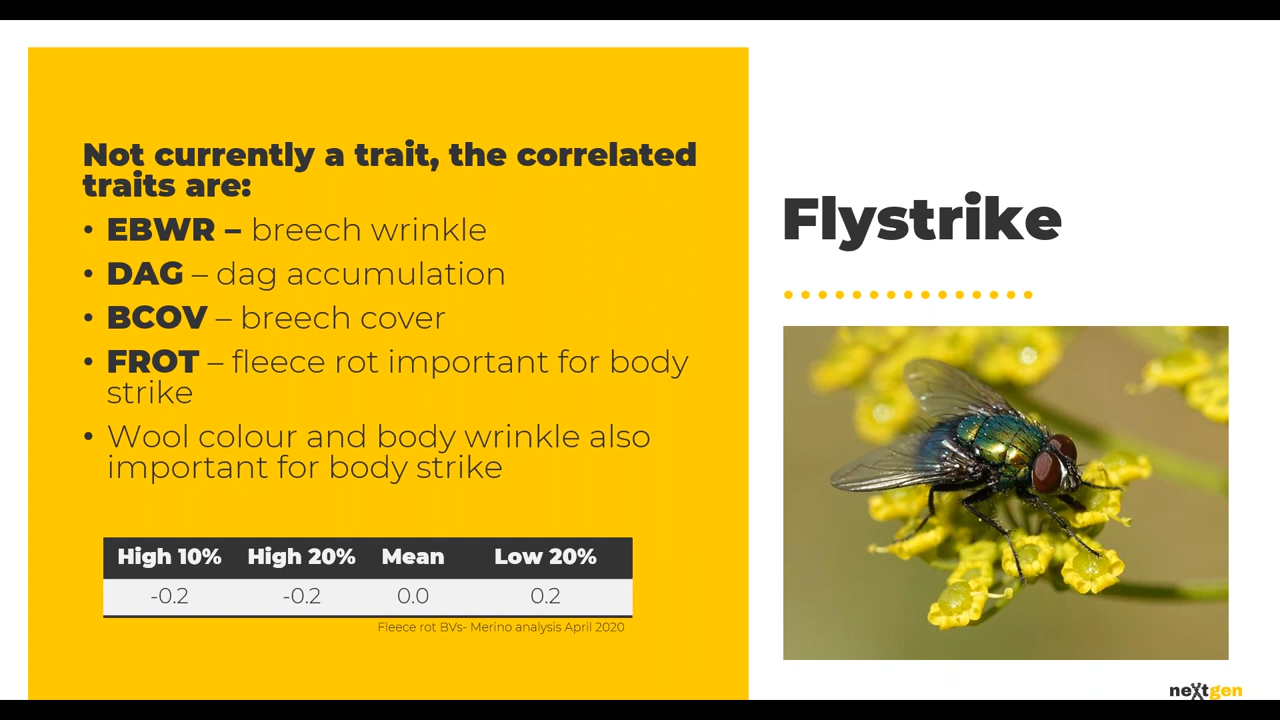 Not currently a trait, the correlated
traits are:
• EBWR – breech wrinkle
• DAG – dag accumulation
• BCOV – breech cover
• FROT – fleece rot important for body
strike
• Wool colour and body wrinkle also
important for body strike
High 10% High 20% Mean Low 20%
-0.2 -0.2 0.0 0.2
Fleece rot BVs- Merino analysis April 2020
Flystrike
nextgen